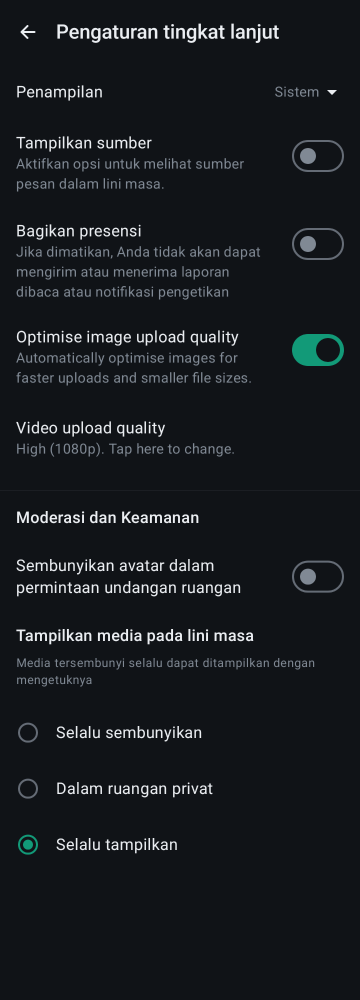 Pengaturan tingkat lanjut
Penampilan
Sistem
Tampilkan sumber
Aktifkan opsi untuk melihat sumber
pesan dalam lini masa.
Bagikan presensi
Jika dimatikan, Anda tidak akan dapat
mengirim atau menerima laporan
dibaca atau notifikasi pengetikan
Optimise image upload quality
Automatically optimise images for
faster uploads and smaller file sizes.
Video upload quality
High (1080p). Tap here to change.
Moderasi dan Keamanan
Sembunyikan avatar dalam
permintaan undangan ruangan
Tampilkan media pada lini masa
Media tersembunyi selalu dapat ditampilkan dengan
mengetuknya
Selalu sembunyikan
Dalam ruangan privat
Selalu tampilkan